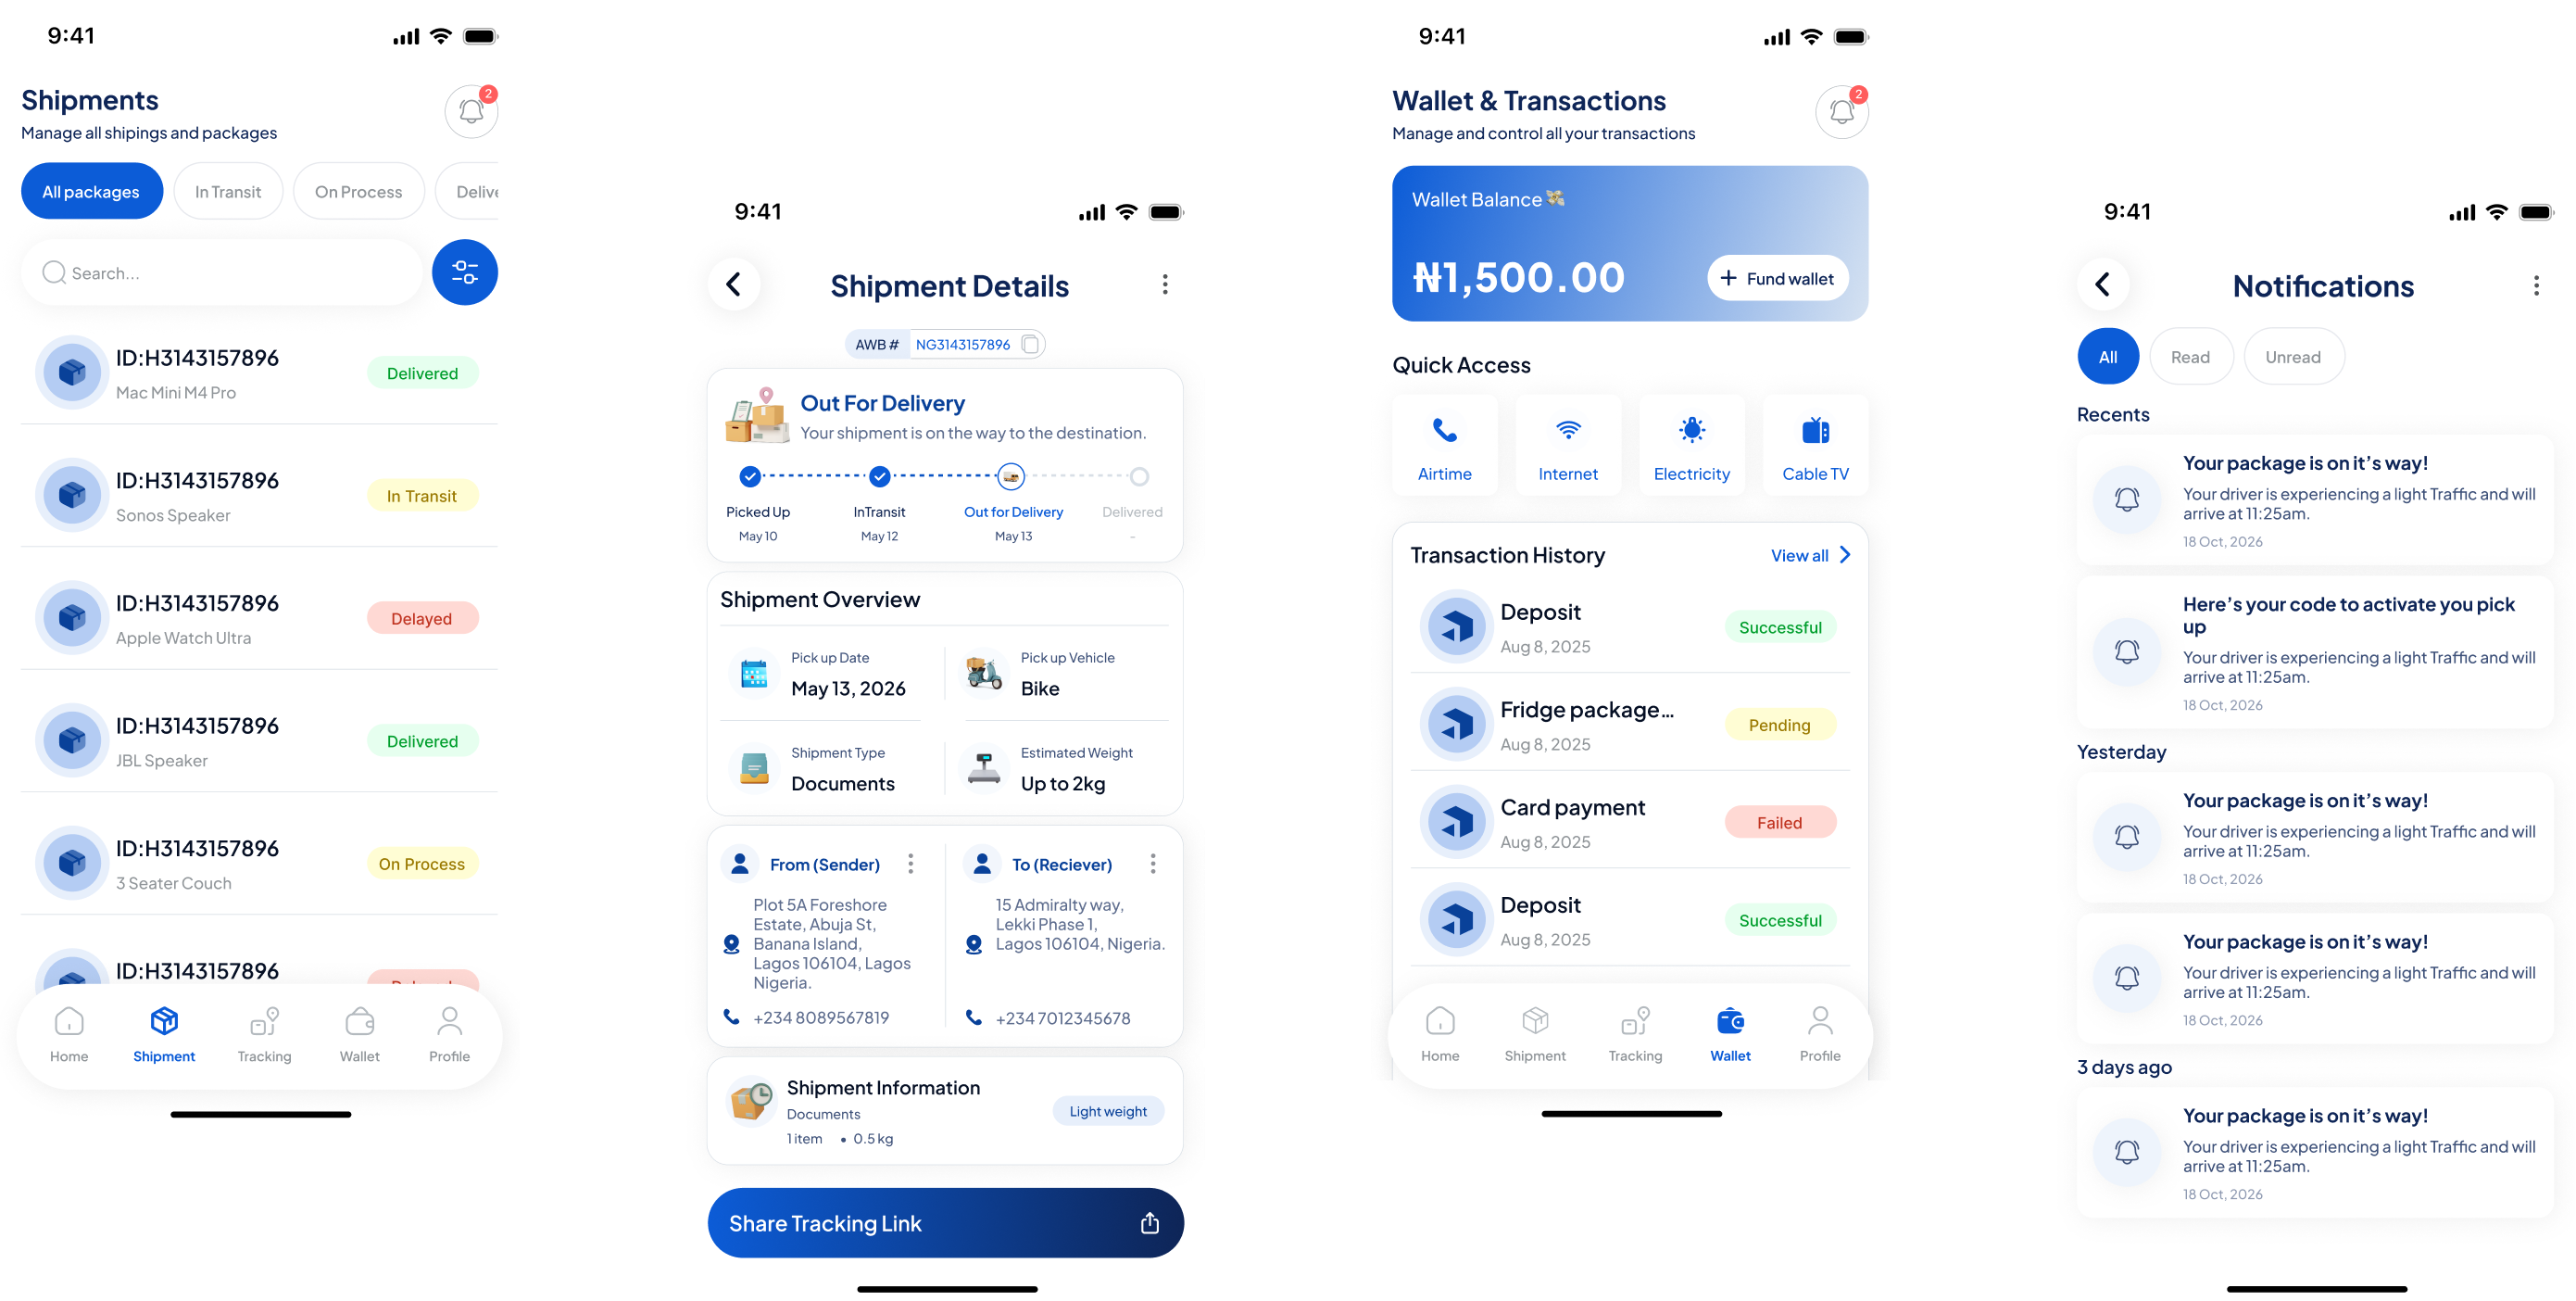 9:41
Shipments
2
Manage all shipings and packages
All packages
In Transit
On Process
Delive
Search...
ID:H3143157896
Mac Mini M4 Pro
Delivered
ID:H3143157896
Sonos Speaker
In Transit
ID:H3143157896
Apple Watch Ultra
Delayed
ID:H3143157896
JBL Speaker
Delivered
ID:H3143157896
3 Seater Couch
On Process
ID:H3143157896
Home
Shipment
Tracking
Wallet
Profile
9:41
Shipment Details
AWB #
NG3143157896
Out For Delivery
Your shipment is on the way to the destination.
Picked Up
InTransit
Out for Delivery
Delivered
May 10
May 12
May 13
-
Shipment Overview
Pick up Date
May 13, 2026
Pick up Vehicle
Bike
Shipment Type
Documents
Estimated Weight
Up to 2kg
From (Sender)
Plot 5A Foreshore
Estate, Abuja St,
Banana Island,
Lagos 106104, Lagos
Nigeria.
+234 8089567819
To (Reciever)
15 Admiralty way,
Lekki Phase 1,
Lagos 106104, Nigeria.
+234 7012345678
Shipment Information
Documents
1 item • 0.5 kg
Light weight
Share Tracking Link
9:41
Wallet & Transactions
2
Manage and control all your transactions
Wallet Balance
₦1,500.00
+ Fund wallet
Quick Access
Airtime
Internet
Electricity
Cable TV
Transaction History
View all
Deposit
Aug 8, 2025
Successful
Fridge package...
Aug 8, 2025
Pending
Card payment
Aug 8, 2025
Failed
Deposit
Aug 8, 2025
Successful
Home
Shipment
Tracking
Wallet
Profile
9:41
Notifications
All
Read
Unread
Recents
Your package is on it's way!
Your driver is experiencing a light Traffic and will
arrive at 11:25am.
18 Oct, 2026
Here's your code to activate you pick
up
Your driver is experiencing a light Traffic and will
arrive at 11:25am.
18 Oct, 2026
Yesterday
Your package is on it's way!
Your driver is experiencing a light Traffic and will
arrive at 11:25am.
18 Oct, 2026
Your package is on it's way!
Your driver is experiencing a light Traffic and will
arrive at 11:25am.
18 Oct, 2026
3 days ago
Your package is on it's way!
Your driver is experiencing a light Traffic and will
arrive at 11:25am.
18 Oct, 2026